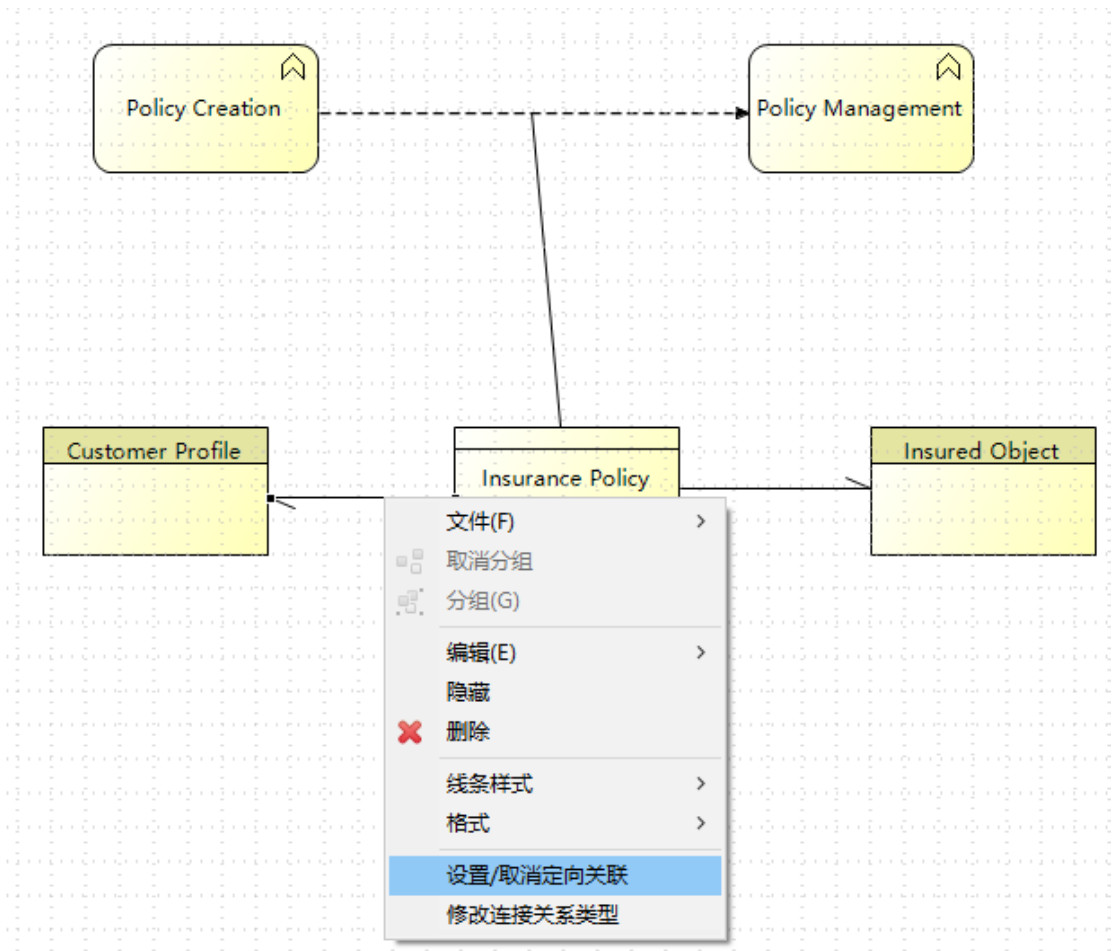 Policy Creation
Policy Management
Customer Profile
Insurance Policy
Insured Object
文件(F)
取消分组
分组(G)
编辑(E)
隐藏
删除
线条样式
格式
设置/取消定向关联
修改连接关系类型